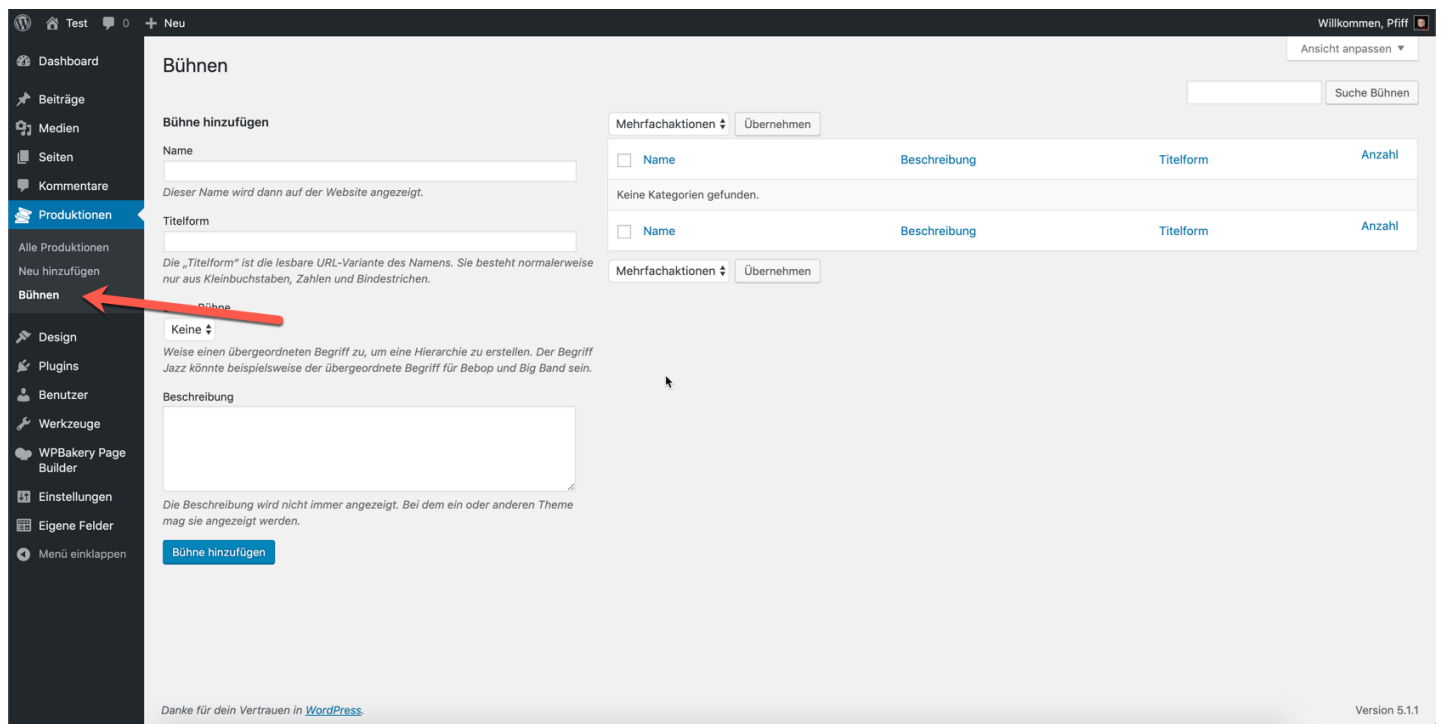 Test 0 Neu
Willkommen, Pfiff
Ansicht anpassen
Dashboard
Beiträge
Medien
Seiten
Kommentare
Produktionen
Alle Produktionen
Neu hinzufügen
Bühnen
Design
Plugins
Benutzer
Werkzeuge
WPBakery Page
Builder
Einstellungen
Eigene Felder
Menü einklappen
Bühnen
Suche Bühnen
Bühne hinzufügen
Name
Dieser Name wird dann auf der Website angezeigt.
Titelform
Die „Titelform“ ist die lesbare URL-Variante des Namens. Sie besteht normalerweise
nur aus Kleinbuchstaben, Zahlen und Bindestrichen.
Bühne
Keine
Weise einen übergeordneten Begriff zu, um eine Hierarchie zu erstellen. Der Begriff
Jazz könnte beispielsweise der übergeordnete Begriff für Bebop und Big Band sein.
Beschreibung
Die Beschreibung wird nicht immer angezeigt. Bei dem ein oder anderen Theme
mag sie angezeigt werden.
Bühne hinzufügen
Mehrfachaktionen Übernehmen
Name Beschreibung Titelform Anzahl
Keine Kategorien gefunden.
Name Beschreibung Titelform Anzahl
Mehrfachaktionen Übernehmen
Danke für dein Vertrauen in WordPress.
Version 5.1.1